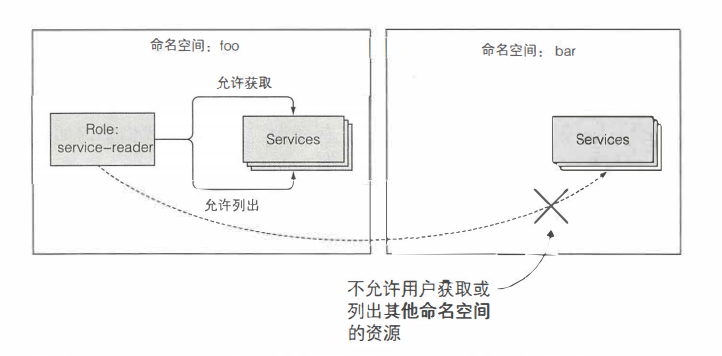 命名空间：foo
命名空间： bar
允许获取
Role:
service-reader
Services
Services
允许列出
不允许用户获取或
列出其他命名空间
的资源